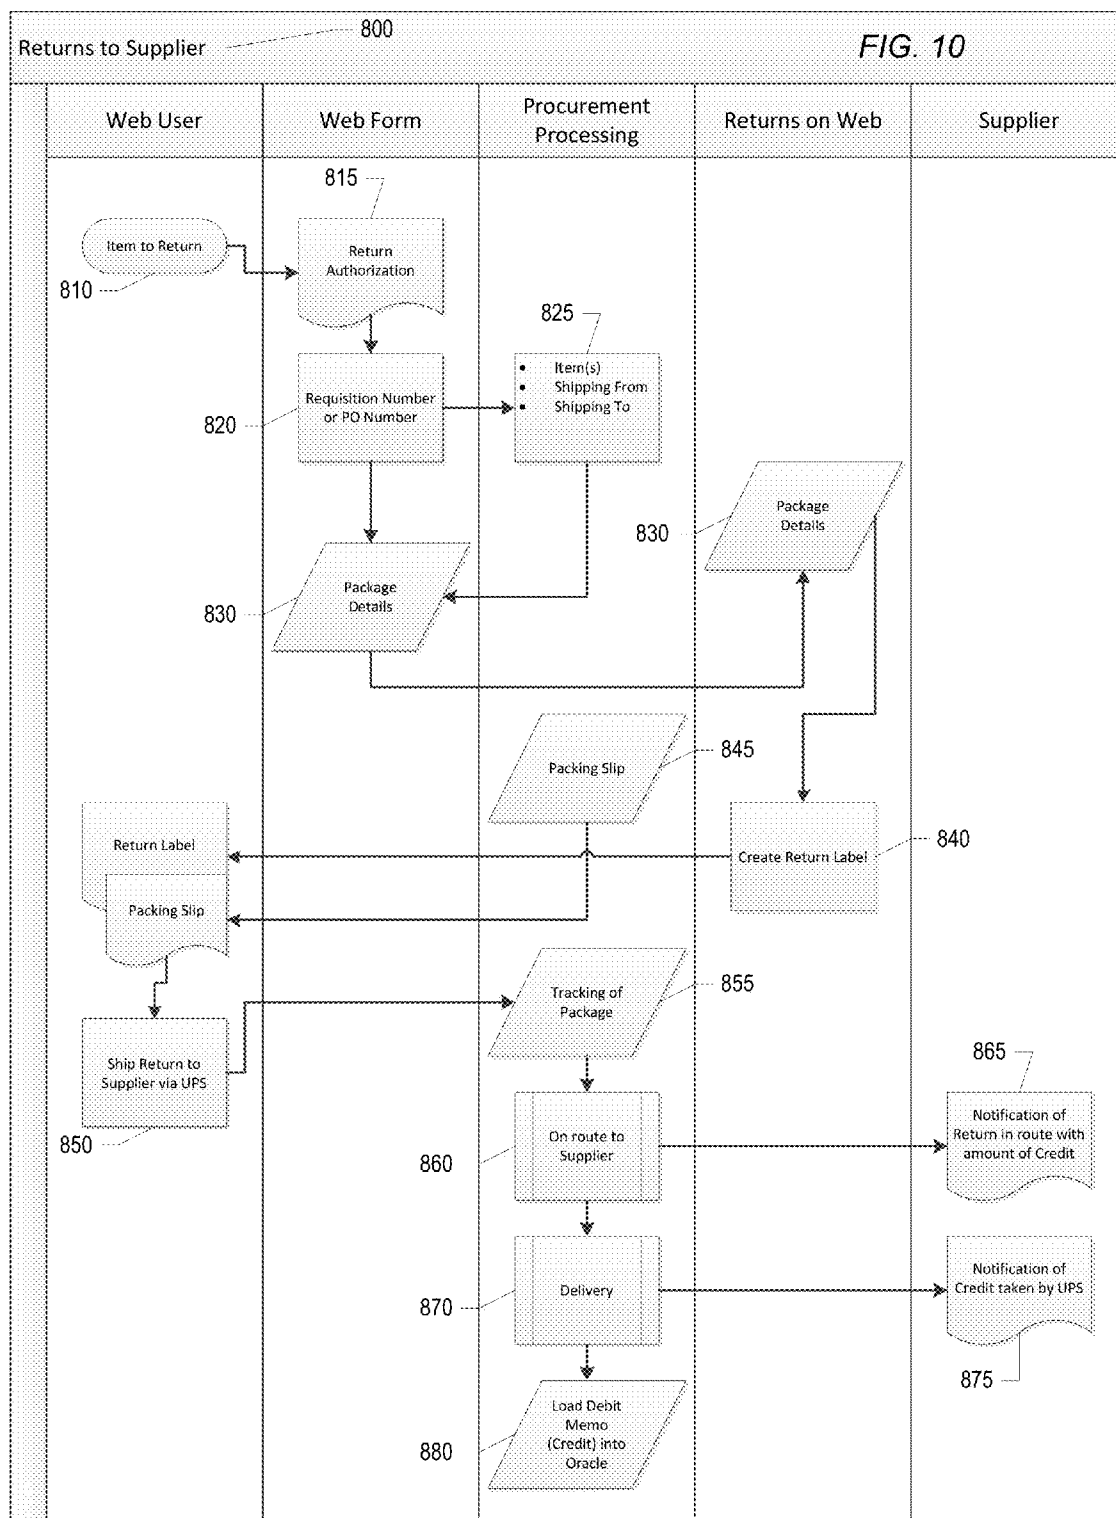 800
Returns to Supplier
FIG. 10
Web User
Web Form
Procurement
Processing
Returns on Web
Supplier
815
Item to Return
Return
Authorization
810
825
• Item(s)
• Shipping From
• Shipping To
Requisition Number
or PO Number
820
Package
Details
830
Package
Details
830
845
Packing Slip
Return Label
Create Return Label
840
Packing Slip
Tracking of
Package
855
Ship Return to
Supplier via UPS
850
865
On route to
Supplier
860
Notification of
Return in route with
amount of Credit
Delivery
870
Notification of
Credit taken by UPS
875
Load Debit
Memo
(Credit) into
Oracle
880